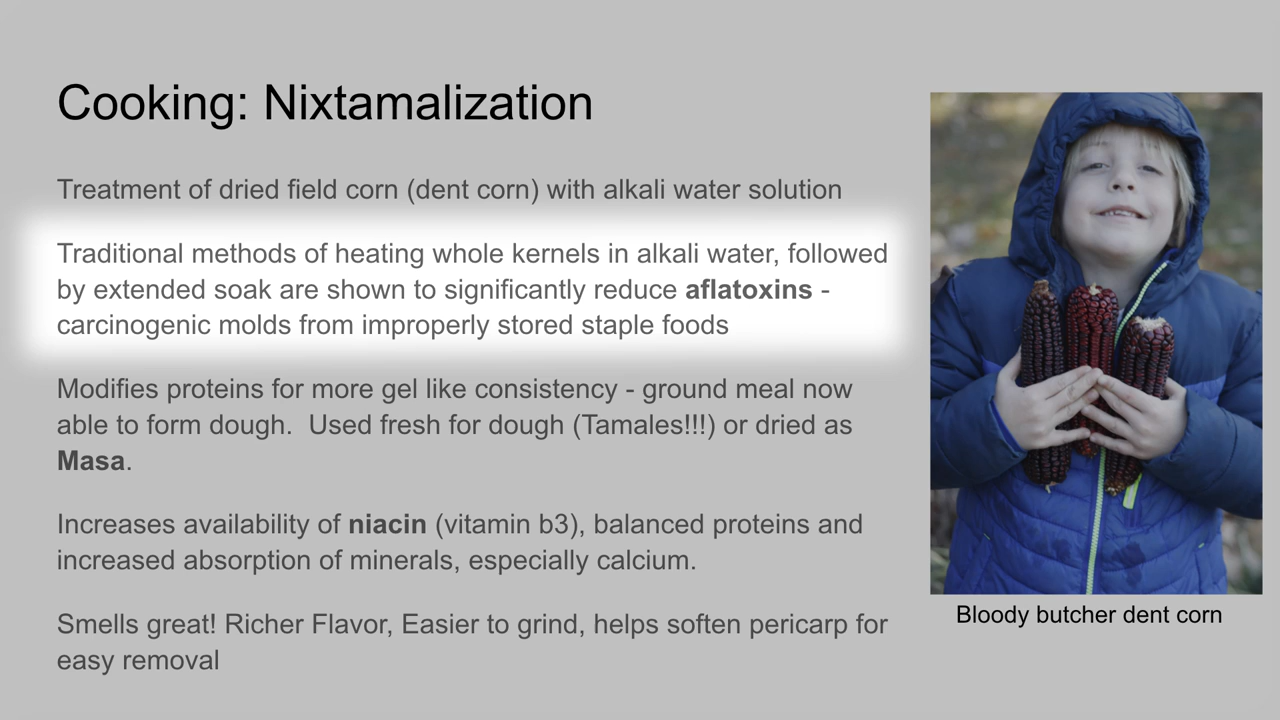 Cooking: Nixtamalization
Treatment of dried field corn (dent corn) with alkali water solution
Traditional methods of heating whole kernels in alkali water, followed
by extended soak are shown to significantly reduce aflatoxins -
carcinogenic molds from improperly stored staple foods
Modifies proteins for more gel like consistency - ground meal now
able to form dough.  Used fresh for dough (Tamales!!!) or dried as
Masa.
Increases availability of niacin (vitamin b3), balanced proteins and
increased absorption of minerals, especially calcium.
Smells great! Richer Flavor, Easier to grind, helps soften pericarp for
easy removal
Bloody butcher dent corn